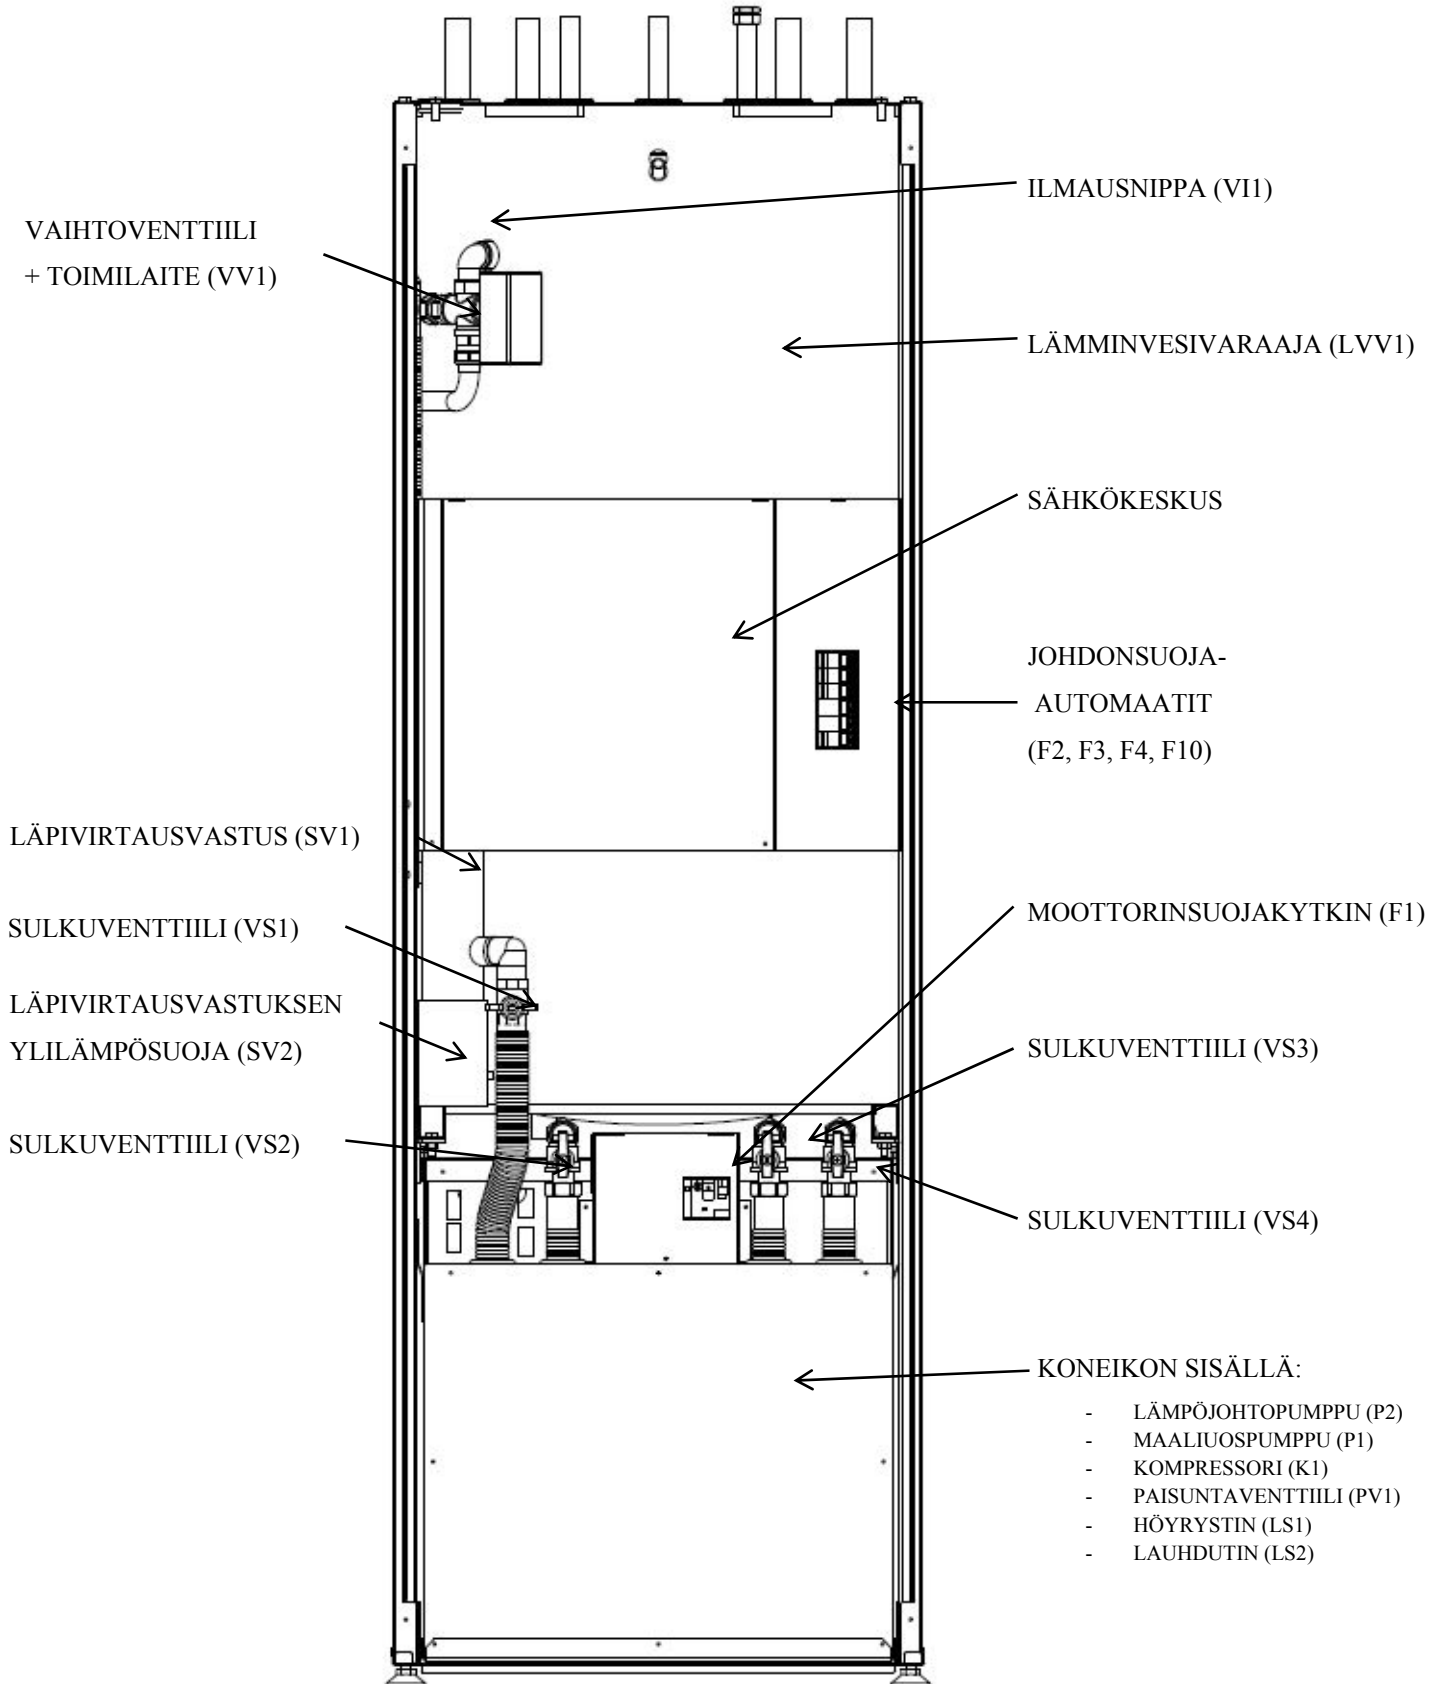 VAIHTOVENTTIILI
+ TOIMILAITE (VV1)
LÄPIVIRTAUSVASTUS (SV1)
SULKUVENTTIILI (VS1)
LÄPIVIRTAUSVASTUKSEN
YLILÄMPÖSUOJA (SV2)
SULKUVENTTIILI (VS2)
ILMAUSNIPPA (VI1)
LÄMMINVESIVARAAJA (LVV1)
SÄHKÖKESKUS
JOHDONSUOJA-
AUTOMAATIT
(F2, F3, F4, F10)
MOOTTORINSUOJAKYTKIN (F1)
SULKUVENTTIILI (VS3)
SULKUVENTTIILI (VS4)
KONEIKON SISÄLLÄ:
- LÄMPÖJOHTOPUMPPU (P2)
- MAALIUOSPUMPPU (P1)
- KOMPRESSORI (K1)
- PAISUNTAVENTTIILI (PV1)
- HÖYRYSTIN (LS1)
- LAUHDUTIN (LS2)